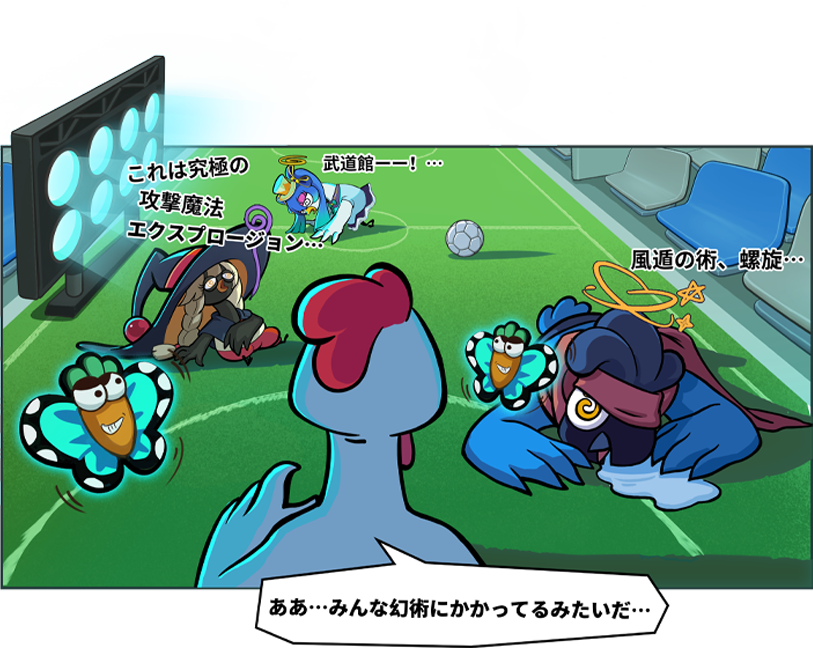 これは究極の
攻撃魔法
エクスプロージョン…
武道館ーー！…
風遁の術、螺旋…
ああ…みんな幻術にかかってるみたいだ…